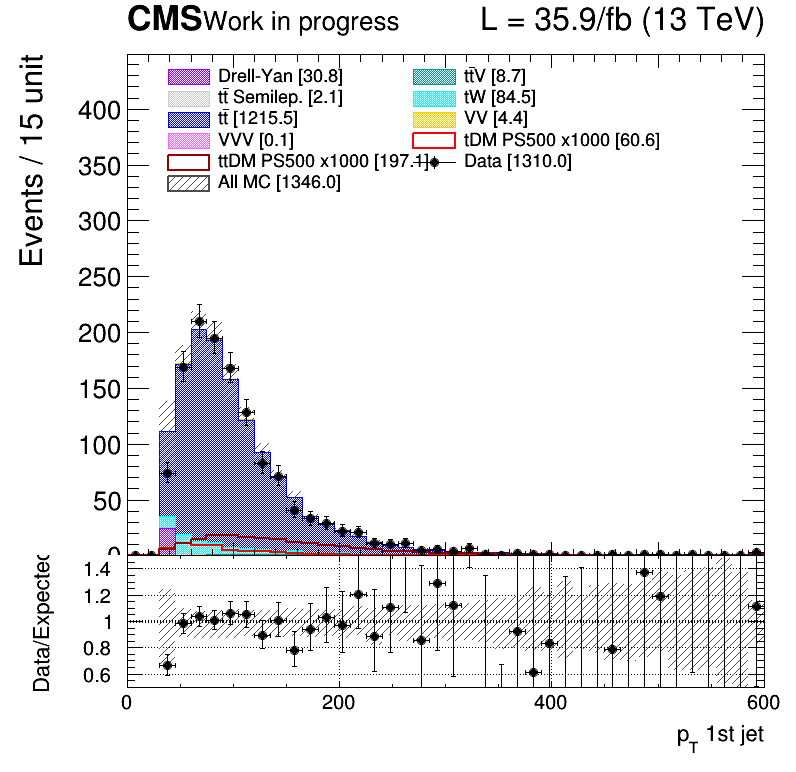 CMS Work in progress L = 35.9/fb (13 TeV)
Events / 15 unit
Drell-Yan [30.8] tt̄V [8.7]
tt̄ Semilep. [2.1] tW [84.5]
tt̄ [1215.5] VV [4.4]
VVV [0.1] tDM PS500 x1000 [60.6]
ttDM PS500 x1000 [197.1] Data [1310.0]
All MC [1346.0]
400
350
300
250
200
150
100
50
0
Data/Expected
1.4
1.2
1
0.8
0.6
0 200 400 600
p_T 1st jet